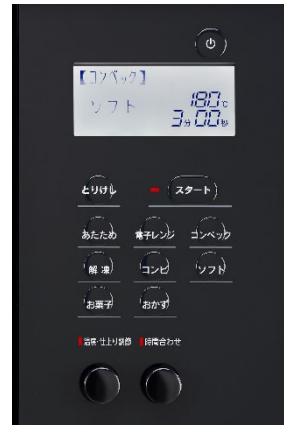 【コンベック】
ソフト 180℃
3分00秒
とりけし スタート
あたため 電子レンジ コンベック
解凍 コンビ ソフト
お菓子 おかず
温度・仕上り調節 時間合わせ